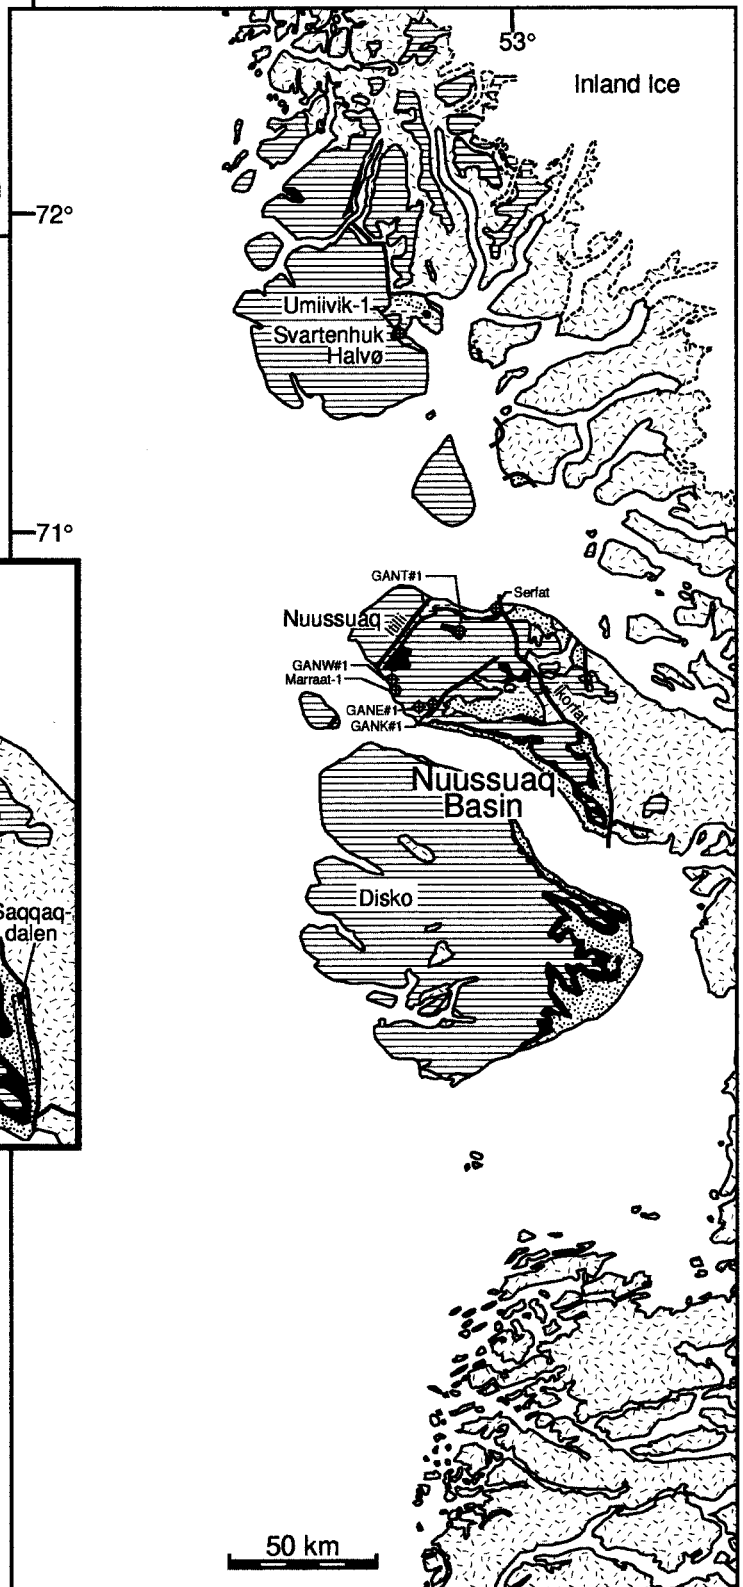 53°
Inland Ice
72°
Umiivik-1
Svartenhuk
Halvø
71°
GANT#1
Serfat
Nuussuaq
GANW#1
Marraat-1
Ikorfat
GANE#1
GANK#1
Nuussuaq
Basin
Disko
Saqqaq-
dalen
50 km